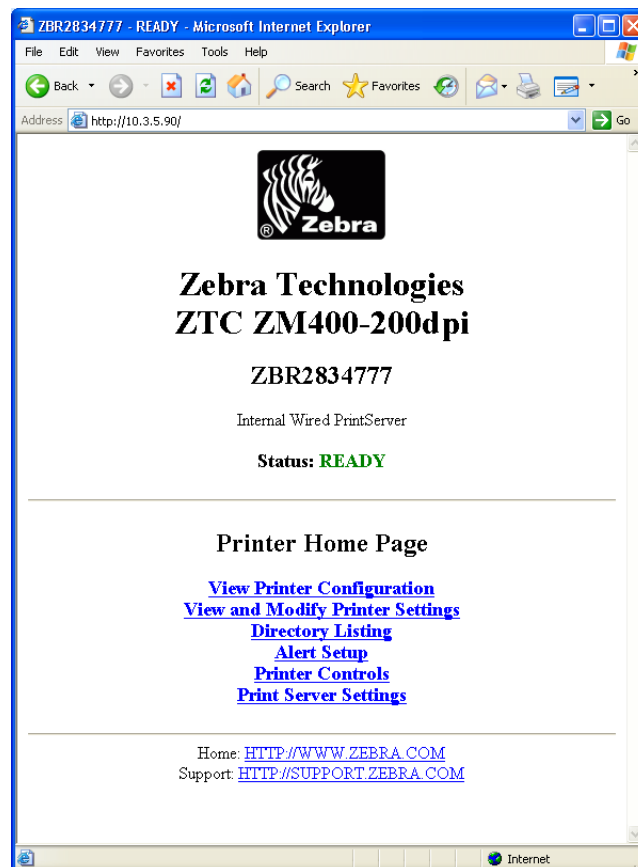 ZBR2834777 - READY - Microsoft Internet Explorer
File Edit View Favorites Tools Help
Back Search Favorites
Address http://10.3.5.90/ Go
Zebra
®
Zebra Technologies
ZTC ZM400-200dpi
ZBR2834777
Internal Wired PrintServer
Status: READY
Printer Home Page
View Printer Configuration
View and Modify Printer Settings
Directory Listing
Alert Setup
Printer Controls
Print Server Settings
Home: HTTP://WWW.ZEBRA.COM
Support: HTTP://SUPPORT.ZEBRA.COM
Internet